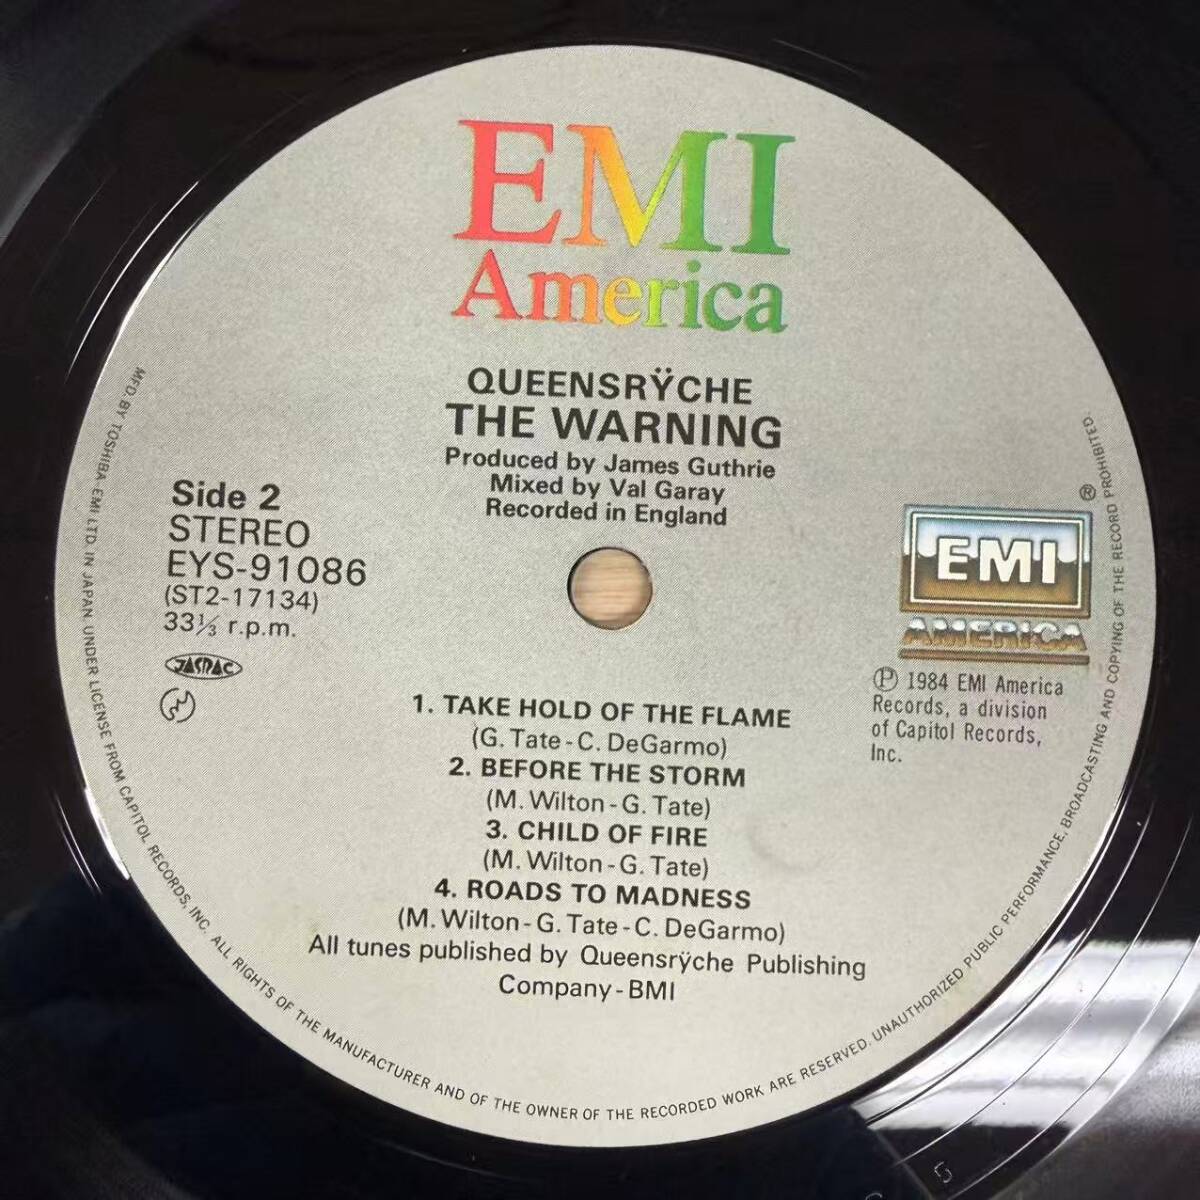 EMI
America
QUEENSRŸCHE
THE WARNING
Produced by James Guthrie
Mixed by Val Garay
Recorded in England
Side 2
STEREO
EYS-91086
(ST2-17134)
33⅓ r.p.m.
JASRAC
EMI
AMERICA
Ⓟ 1984 EMI America
Records, a division
of Capitol Records,
Inc.
1. TAKE HOLD OF THE FLAME
(G. Tate-C. DeGarmo)
2. BEFORE THE STORM
(M. Wilton-G. Tate)
3. CHILD OF FIRE
(M. Wilton-G. Tate)
4. ROADS TO MADNESS
(M. Wilton-G. Tate-C. DeGarmo)
All tunes published by Queensrÿche Publishing
Company-BMI
MFD. BY TOSHIBA EMI LTD. IN JAPAN. UNDER LICENSE FROM CAPITOL RECORDS, INC. ALL RIGHTS OF THE MANUFACTURER AND OF THE OWNER OF THE RECORDED WORK ARE RESERVED. UNAUTHORIZED PUBLIC PERFORMANCE, BROADCASTING AND COPYING OF THE RECORD PROHIBITED.
®